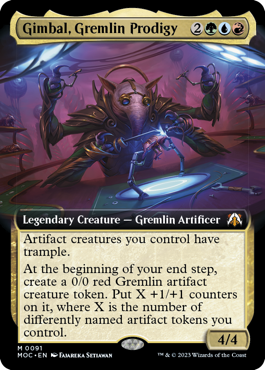 Gimbal, Gremlin Prodigy 2
Legendary Creature — Gremlin Artificer
Artifact creatures you control have
trample.
At the beginning of your end step,
create a 0/0 red Gremlin artifact
creature token. Put X +1/+1 counters
on it, where X is the number of
differently named artifact tokens you
control.
4/4
M 0091
MOC • EN Fajareka Setiawan
™ & © 2023 Wizards of the Coast